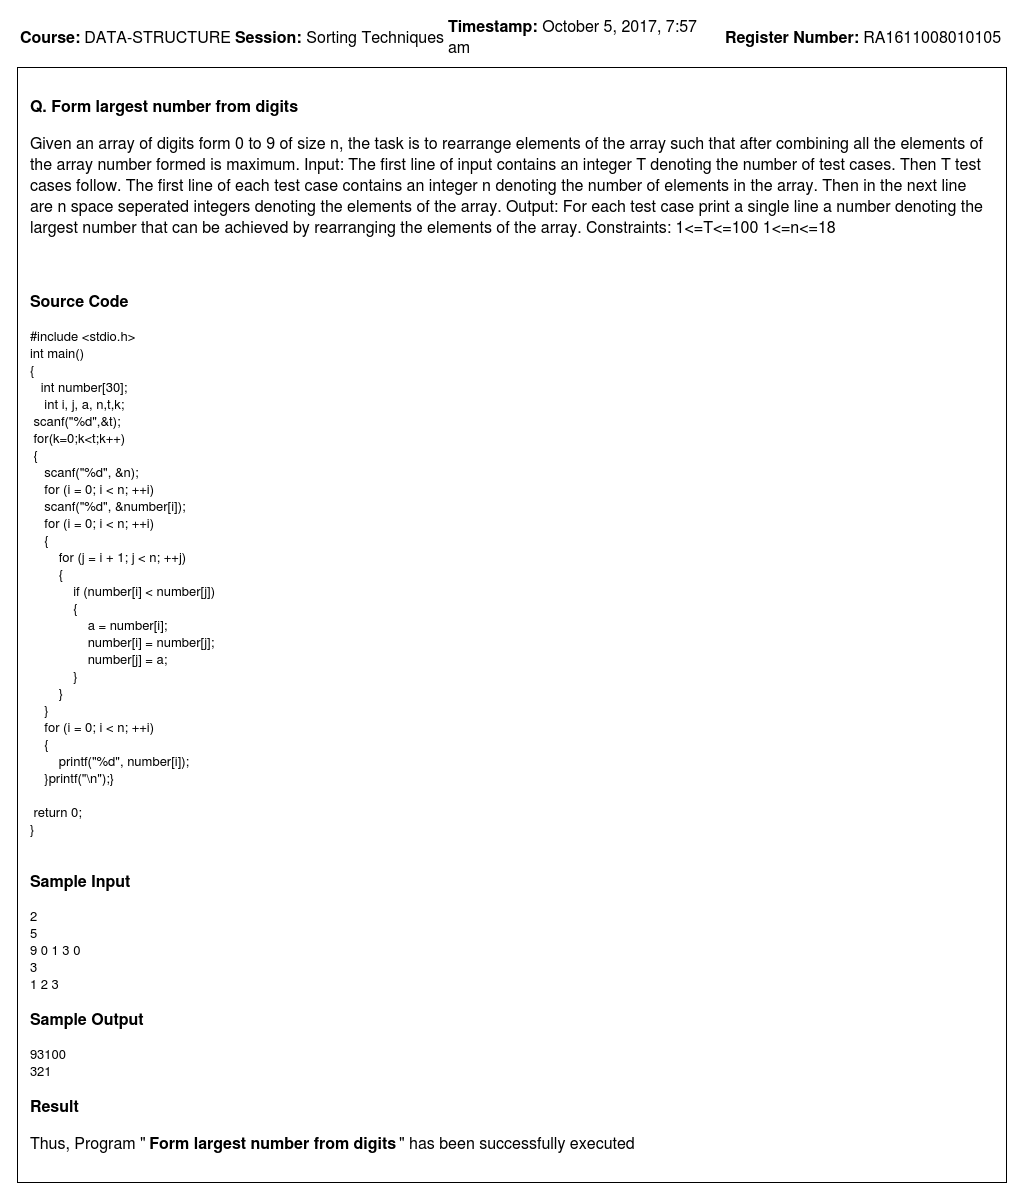 Course: DATA-STRUCTURE Session: Sorting Techniques Timestamp: October 5, 2017, 7:57 am Register Number: RA1611008010105
Q. Form largest number from digits
Given an array of digits form 0 to 9 of size n, the task is to rearrange elements of the array such that after combining all the elements of
the array number formed is maximum. Input: The first line of input contains an integer T denoting the number of test cases. Then T test
cases follow. The first line of each test case contains an integer n denoting the number of elements in the array. Then in the next line
are n space seperated integers denoting the elements of the array. Output: For each test case print a single line a number denoting the
largest number that can be achieved by rearranging the elements of the array. Constraints: 1<=T<=100 1<=n<=18
Source Code
#include <stdio.h>
int main()
{
   int number[30];
    int i, j, a, n,t,k;
 scanf("%d",&t);
 for(k=0;k<t;k++)
 {
    scanf("%d", &n);
    for (i = 0; i < n; ++i)
    scanf("%d", &number[i]);
    for (i = 0; i < n; ++i)
    {
        for (j = i + 1; j < n; ++j)
        {
            if (number[i] < number[j])
            {
                a = number[i];
                number[i] = number[j];
                number[j] = a;
            }
        }
    }
    for (i = 0; i < n; ++i)
    {
        printf("%d", number[i]);
    }printf("\n");}
 return 0;
}
Sample Input
2
5
9 0 1 3 0
3
1 2 3
Sample Output
93100
321
Result
Thus, Program " Form largest number from digits " has been successfully executed